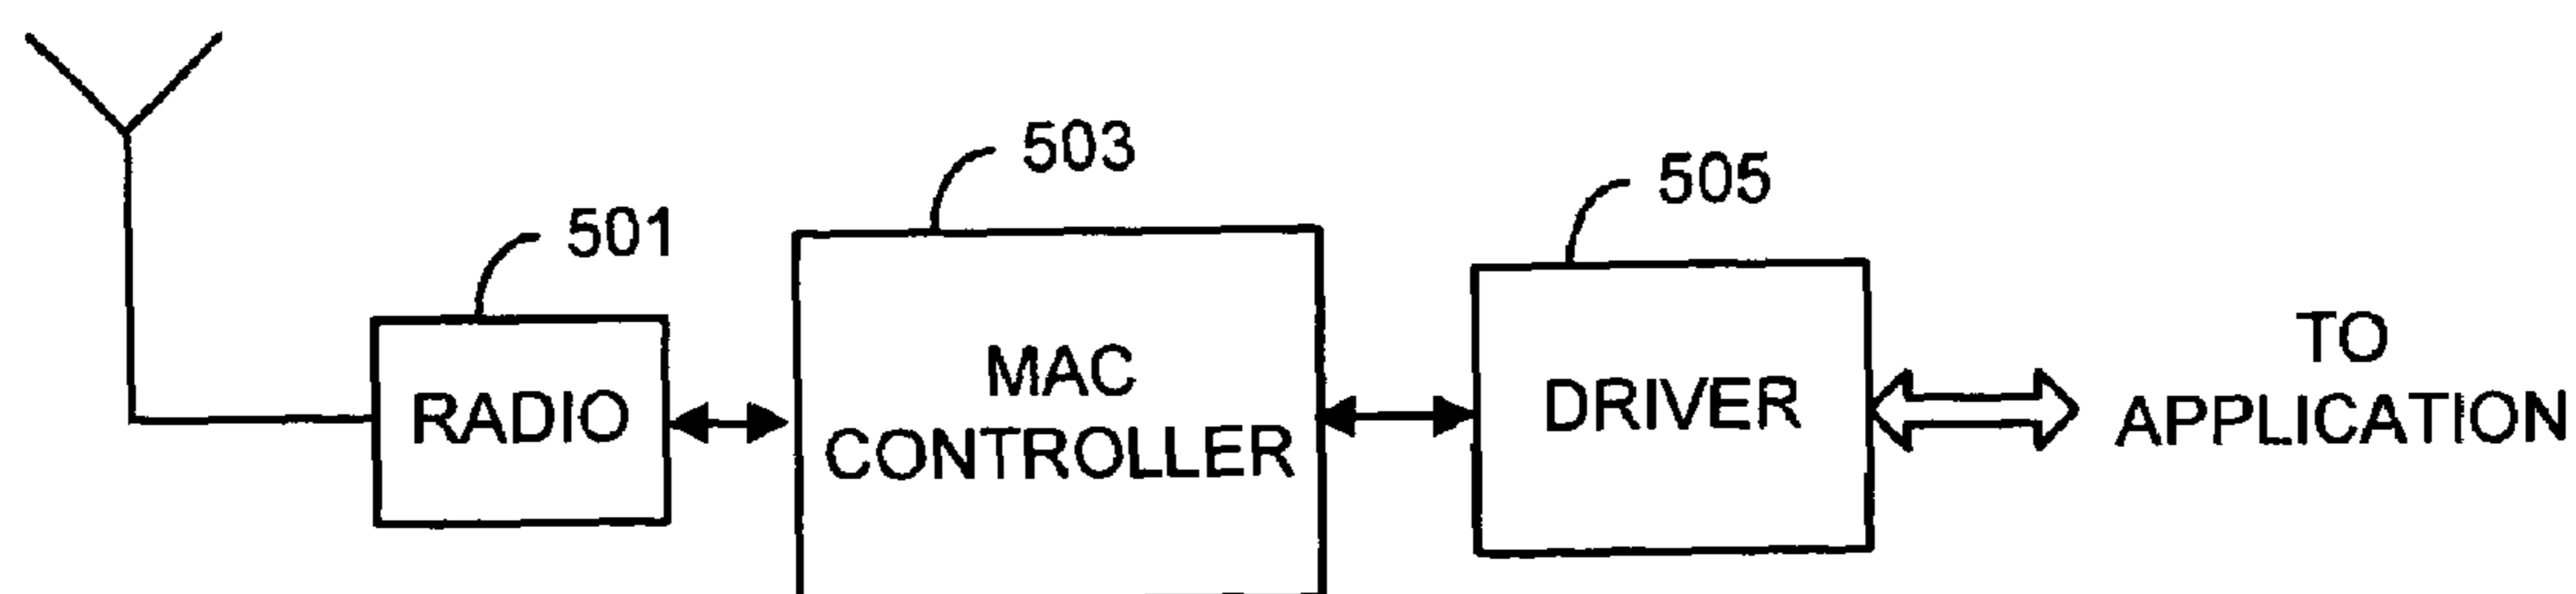 501
503
505
RADIO
MAC
CONTROLLER
DRIVER
TO
APPLICATION